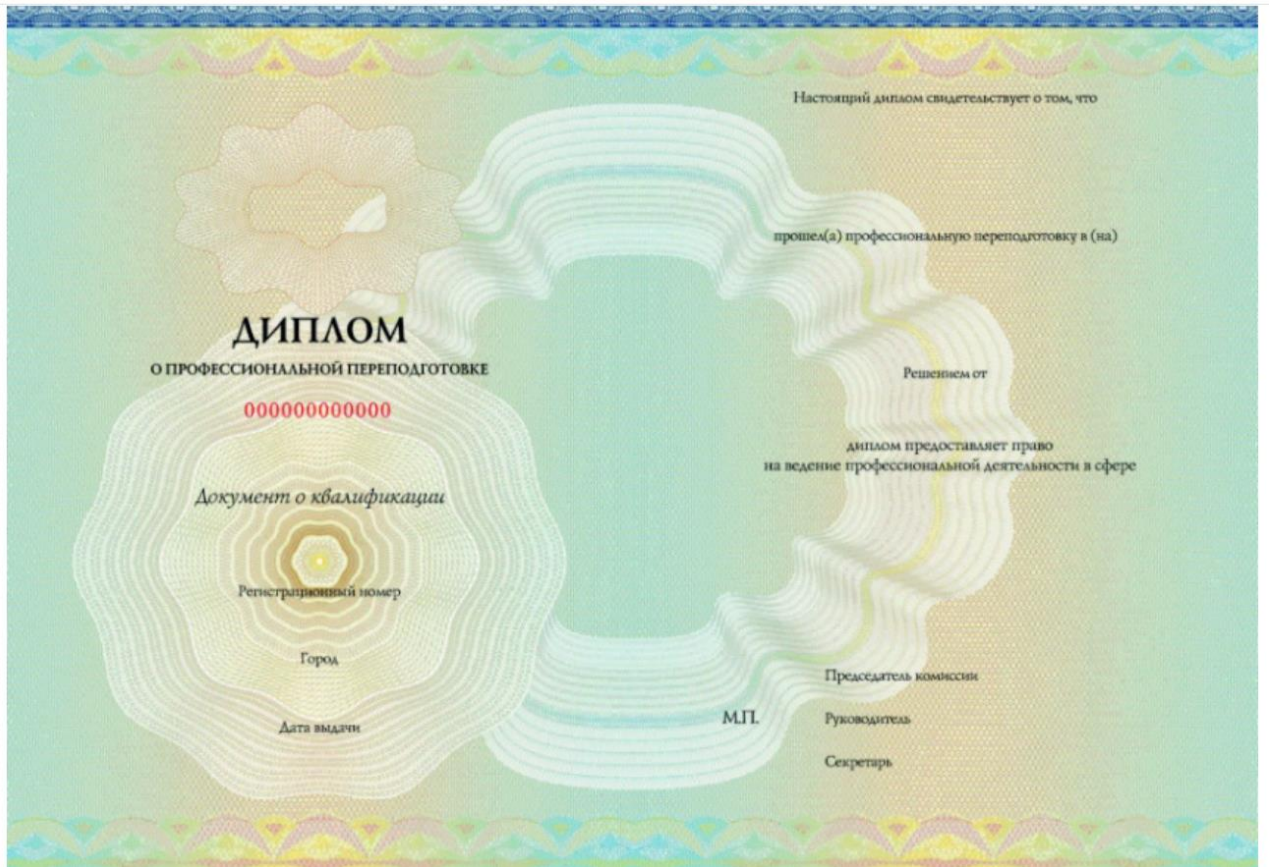 ДИПЛОМ
О ПРОФЕССИОНАЛЬНОЙ ПЕРЕПОДГОТОВКЕ
000000000000
Документ о квалификации
Регистрационный номер
Город
Дата выдачи
Настоящий диплом свидетельствует о том, что
прошел(а) профессиональную переподготовку в (на)
Решением от
диплом предоставляет право
на ведение профессиональной деятельности в сфере
М.П.
Председатель комиссии
Руководитель
Секретарь